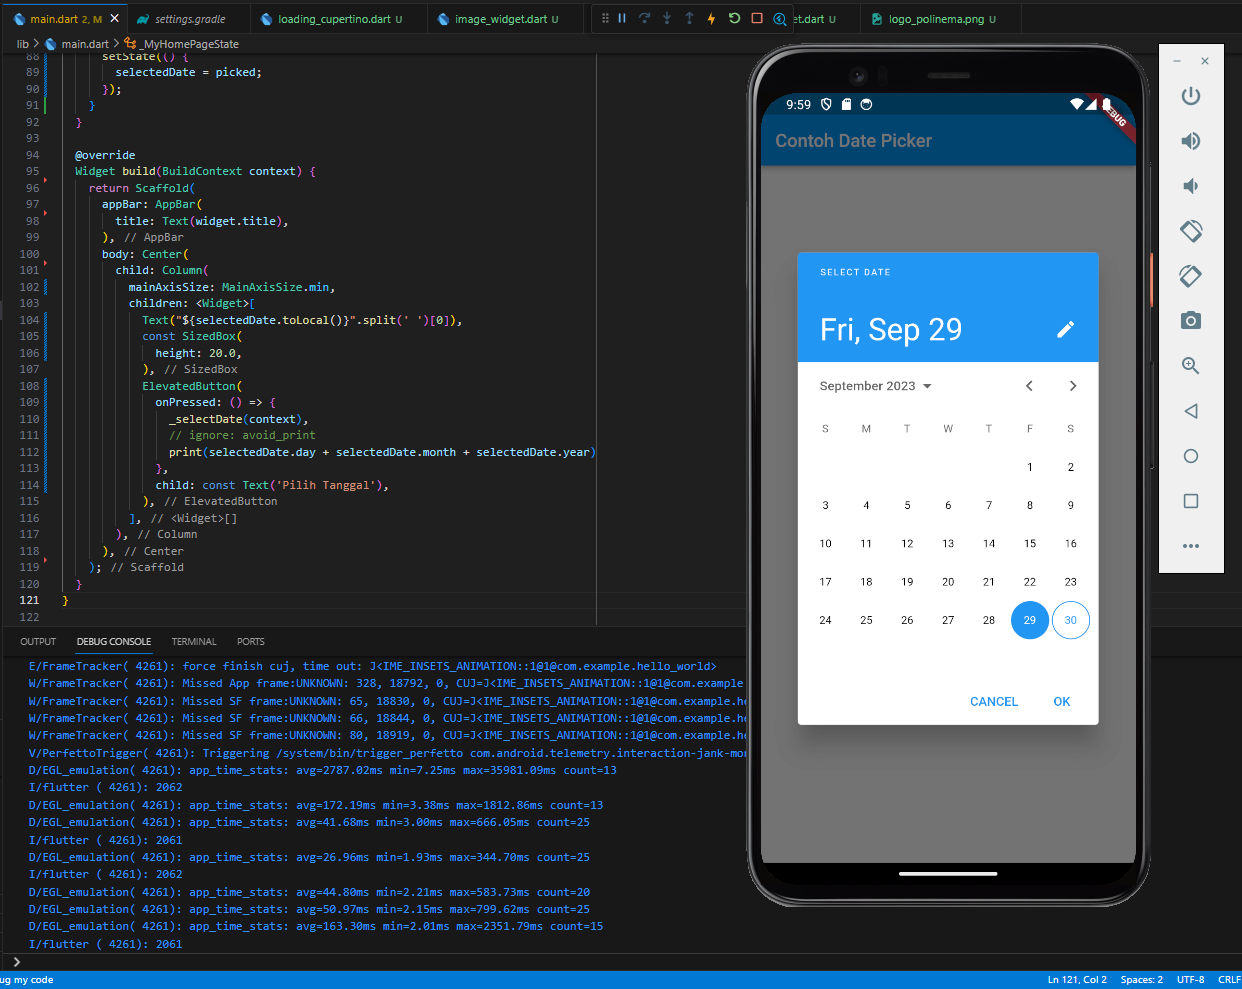 main.dart 2, M
settings.gradle
loading_cupertino.dart U
image_widget.dart U
et.dart U
logo_polinema.png U
lib > main.dart > _MyHomePageState
88 setState(() {
89 selectedDate = picked;
90 });
91 }
92 }
93
94 @override
95 Widget build(BuildContext context) {
96 return Scaffold(
97 appBar: AppBar(
98 title: Text(widget.title),
99 ), // AppBar
100 body: Center(
101 child: Column(
102 mainAxisSize: MainAxisSize.min,
103 children: <Widget>[
104 Text("${selectedDate.toLocal()}".split(' ')[0]),
105 const SizedBox(
106 height: 20.0,
107 ), // SizedBox
108 ElevatedButton(
109 onPressed: () => {
110 _selectDate(context),
111 // ignore: avoid_print
112 print(selectedDate.day + selectedDate.month + selectedDate.year)
113 },
114 child: const Text('Pilih Tanggal'),
115 ), // ElevatedButton
116 ], // <Widget>[]
117 ), // Column
118 ), // Center
119 ); // Scaffold
120 }
121 }
122
OUTPUT DEBUG CONSOLE TERMINAL PORTS
E/FrameTracker( 4261): force finish cuj, time out: J<IME_INSETS_ANIMATION::1@1@com.example.hello_world>
W/FrameTracker( 4261): Missed App frame:UNKNOWN: 328, 18792, 0, CUJ=J<IME_INSETS_ANIMATION::1@1@com.example
W/FrameTracker( 4261): Missed SF frame:UNKNOWN: 65, 18830, 0, CUJ=J<IME_INSETS_ANIMATION::1@1@com.example.he
W/FrameTracker( 4261): Missed SF frame:UNKNOWN: 66, 18844, 0, CUJ=J<IME_INSETS_ANIMATION::1@1@com.example.he
W/FrameTracker( 4261): Missed SF frame:UNKNOWN: 80, 18919, 0, CUJ=J<IME_INSETS_ANIMATION::1@1@com.example.he
V/PerfettoTrigger( 4261): Triggering /system/bin/trigger_perfetto com.android.telemetry.interaction-jank-mon
D/EGL_emulation( 4261): app_time_stats: avg=2787.02ms min=7.25ms max=35981.09ms count=13
I/flutter ( 4261): 2062
D/EGL_emulation( 4261): app_time_stats: avg=172.19ms min=3.38ms max=1812.86ms count=13
D/EGL_emulation( 4261): app_time_stats: avg=41.68ms min=3.00ms max=666.05ms count=25
I/flutter ( 4261): 2061
D/EGL_emulation( 4261): app_time_stats: avg=26.96ms min=1.93ms max=344.70ms count=25
I/flutter ( 4261): 2062
D/EGL_emulation( 4261): app_time_stats: avg=44.80ms min=2.21ms max=583.73ms count=20
D/EGL_emulation( 4261): app_time_stats: avg=50.97ms min=2.15ms max=799.62ms count=25
D/EGL_emulation( 4261): app_time_stats: avg=163.30ms min=2.01ms max=2351.79ms count=15
I/flutter ( 4261): 2061
ug my code
Ln 121, Col 2 Spaces: 2 UTF-8 CRLF
9:59
Contoh Date Picker
SELECT DATE
Fri, Sep 29
September 2023
S M T W T F S
1 2
3 4 5 6 7 8 9
10 11 12 13 14 15 16
17 18 19 20 21 22 23
24 25 26 27 28 29 30
CANCEL OK